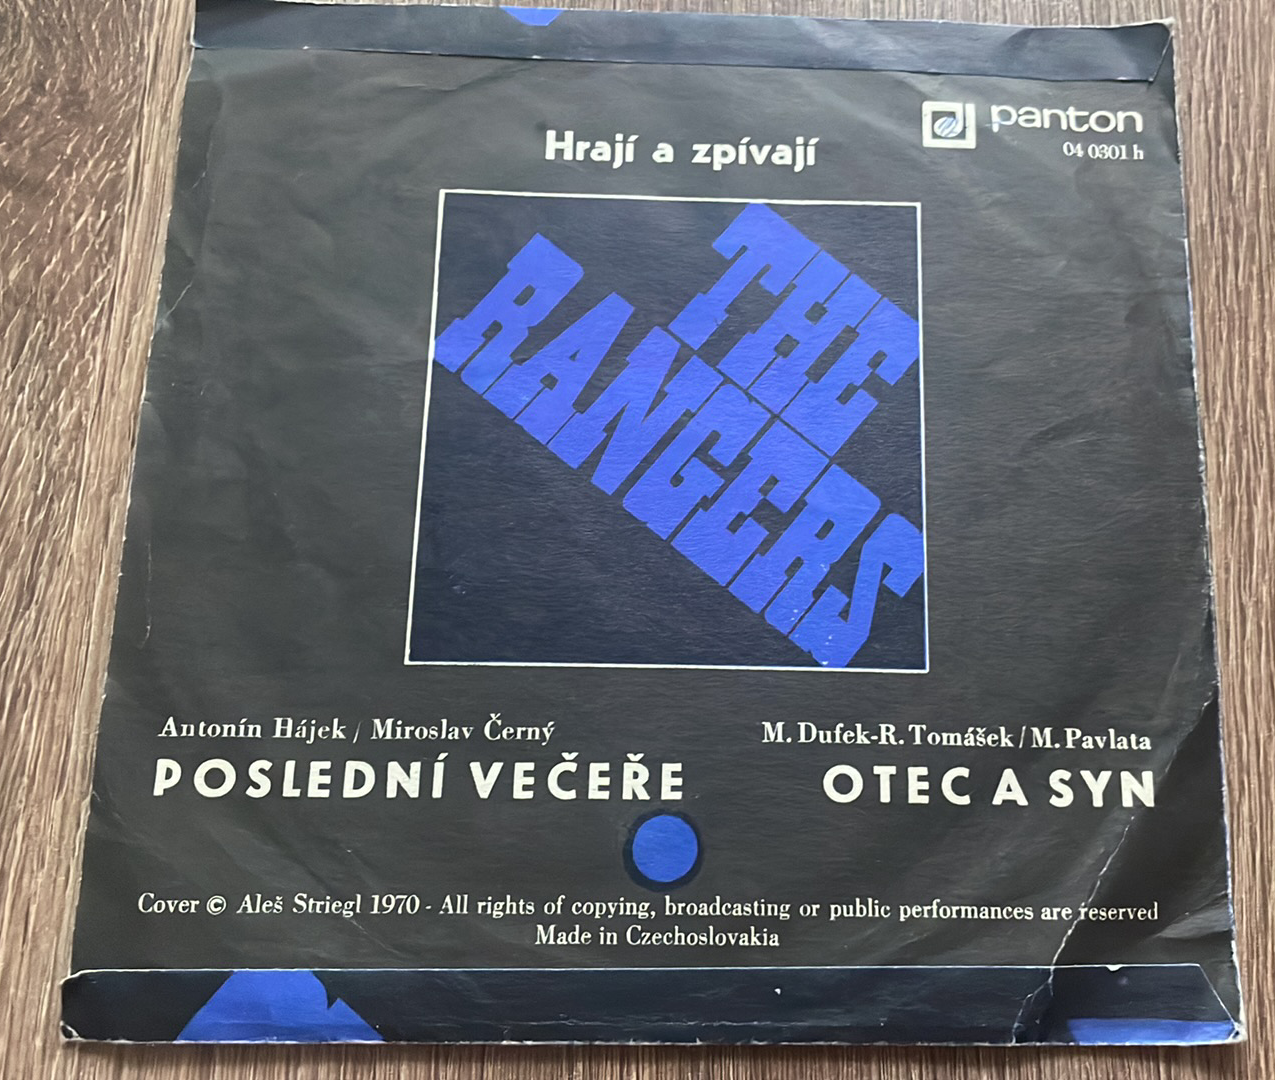 panton
04 0301 h
Hrají a zpívají
THE
RANGERS
Antonín Hájek / Miroslav Černý
POSLEDNÍ VEČEŘE
M. Dufek-R. Tomášek / M. Pavlata
OTEC A SYN
Cover © Aleš Striegl 1970 - All rights of copying, broadcasting or public performances are reserved
Made in Czechoslovakia